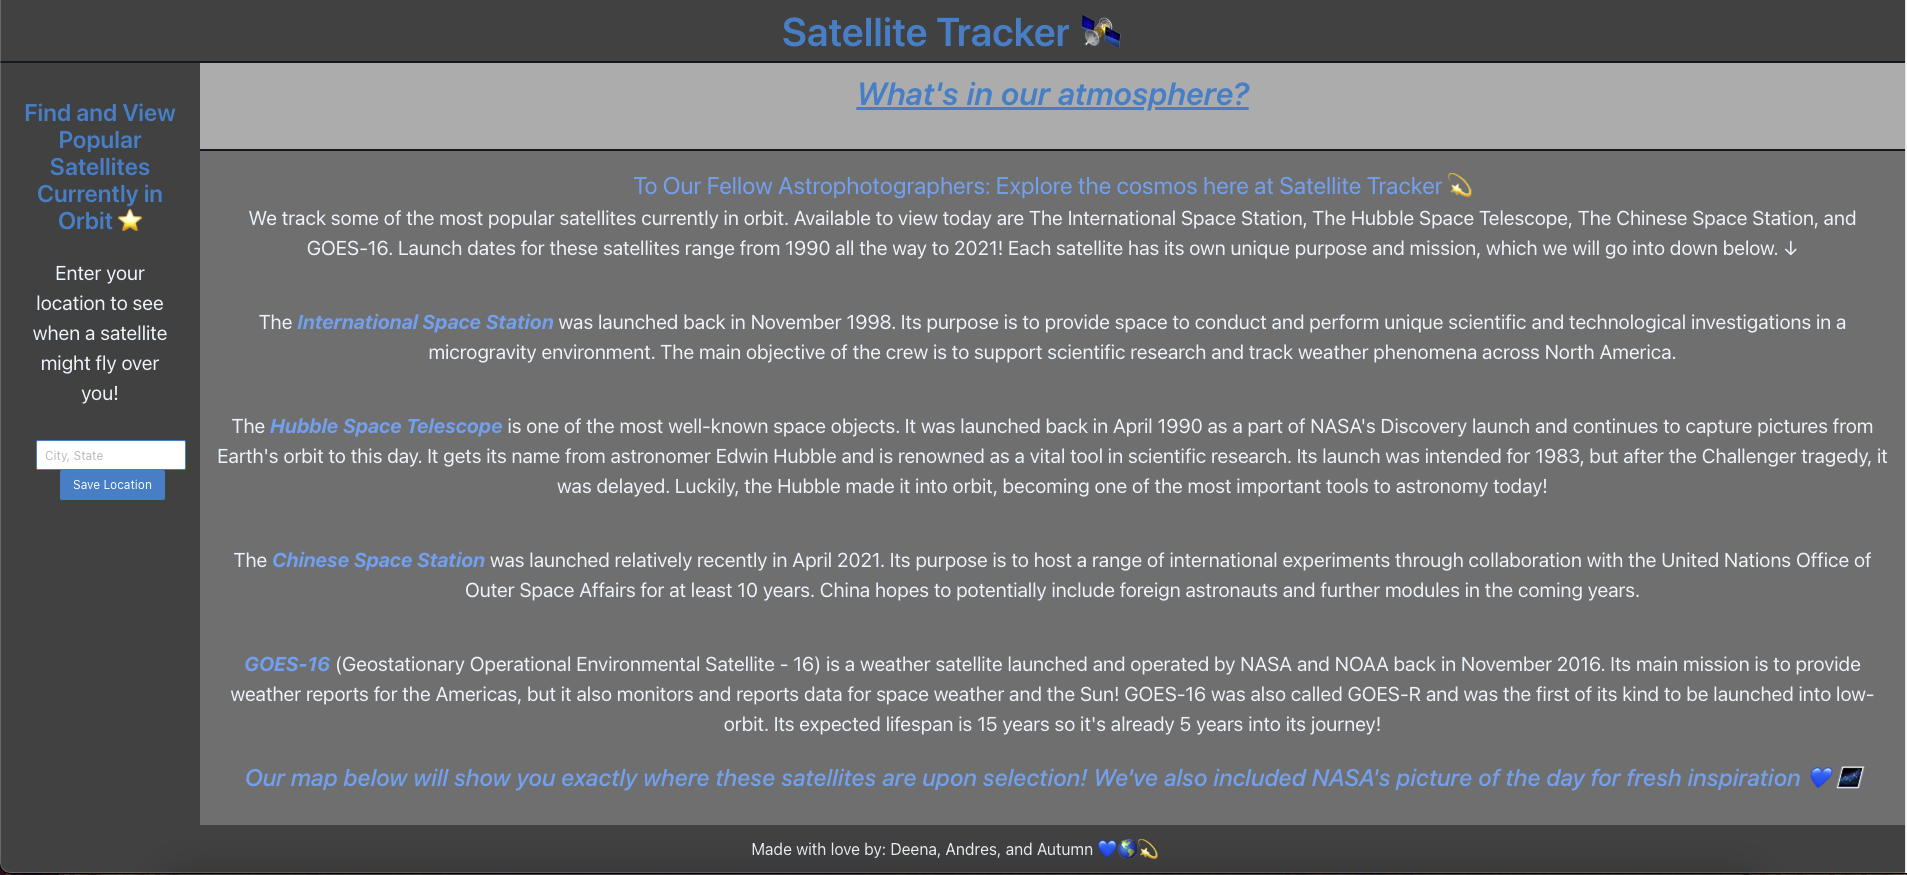 Satellite Tracker 🛰️
Find and View
Popular
Satellites
Currently in
Orbit ⭐
Enter your
location to see
when a satellite
might fly over
you!
City, State
Save Location
What's in our atmosphere?
To Our Fellow Astrophotographers: Explore the cosmos here at Satellite Tracker 💫
We track some of the most popular satellites currently in orbit. Available to view today are The International Space Station, The Hubble Space Telescope, The Chinese Space Station, and
GOES-16. Launch dates for these satellites range from 1990 all the way to 2021! Each satellite has its own unique purpose and mission, which we will go into down below. ↓
The International Space Station was launched back in November 1998. Its purpose is to provide space to conduct and perform unique scientific and technological investigations in a
microgravity environment. The main objective of the crew is to support scientific research and track weather phenomena across North America.
The Hubble Space Telescope is one of the most well-known space objects. It was launched back in April 1990 as a part of NASA's Discovery launch and continues to capture pictures from
Earth's orbit to this day. It gets its name from astronomer Edwin Hubble and is renowned as a vital tool in scientific research. Its launch was intended for 1983, but after the Challenger tragedy, it
was delayed. Luckily, the Hubble made it into orbit, becoming one of the most important tools to astronomy today!
The Chinese Space Station was launched relatively recently in April 2021. Its purpose is to host a range of international experiments through collaboration with the United Nations Office of
Outer Space Affairs for at least 10 years. China hopes to potentially include foreign astronauts and further modules in the coming years.
GOES-16 (Geostationary Operational Environmental Satellite - 16) is a weather satellite launched and operated by NASA and NOAA back in November 2016. Its main mission is to provide
weather reports for the Americas, but it also monitors and reports data for space weather and the Sun! GOES-16 was also called GOES-R and was the first of its kind to be launched into low-
orbit. Its expected lifespan is 15 years so it's already 5 years into its journey!
Our map below will show you exactly where these satellites are upon selection! We've also included NASA's picture of the day for fresh inspiration 💙 🌌
Made with love by: Deena, Andres, and Autumn 💙🌎💫